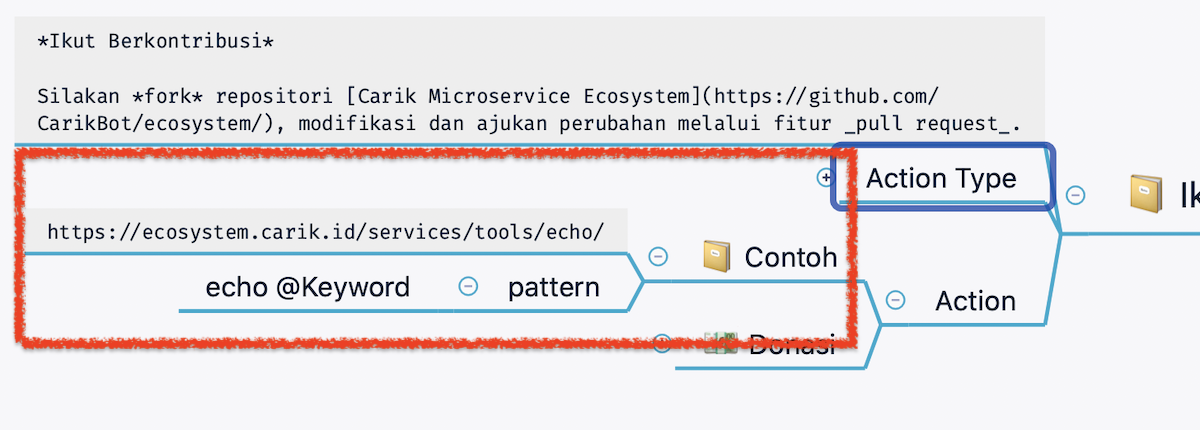 *Ikut Berkontribusi*
Silakan *fork* repositori [Carik Microservice Ecosystem](https://github.com/
CarikBot/ecosystem/), modifikasi dan ajukan perubahan melalui fitur _pull request_.
Action Type
Ik
https://ecosystem.carik.id/services/tools/echo/
Contoh
echo @Keyword
pattern
Action
Donasi